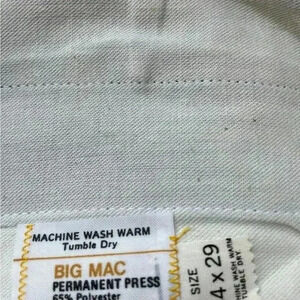 MACHINE WASH WARM
Tumble Dry
BIG MAC
PERMANENT PRESS
65% Polyester
SIZE
4 X 29
MACHINE WASH WARM
TUMBLE DRY